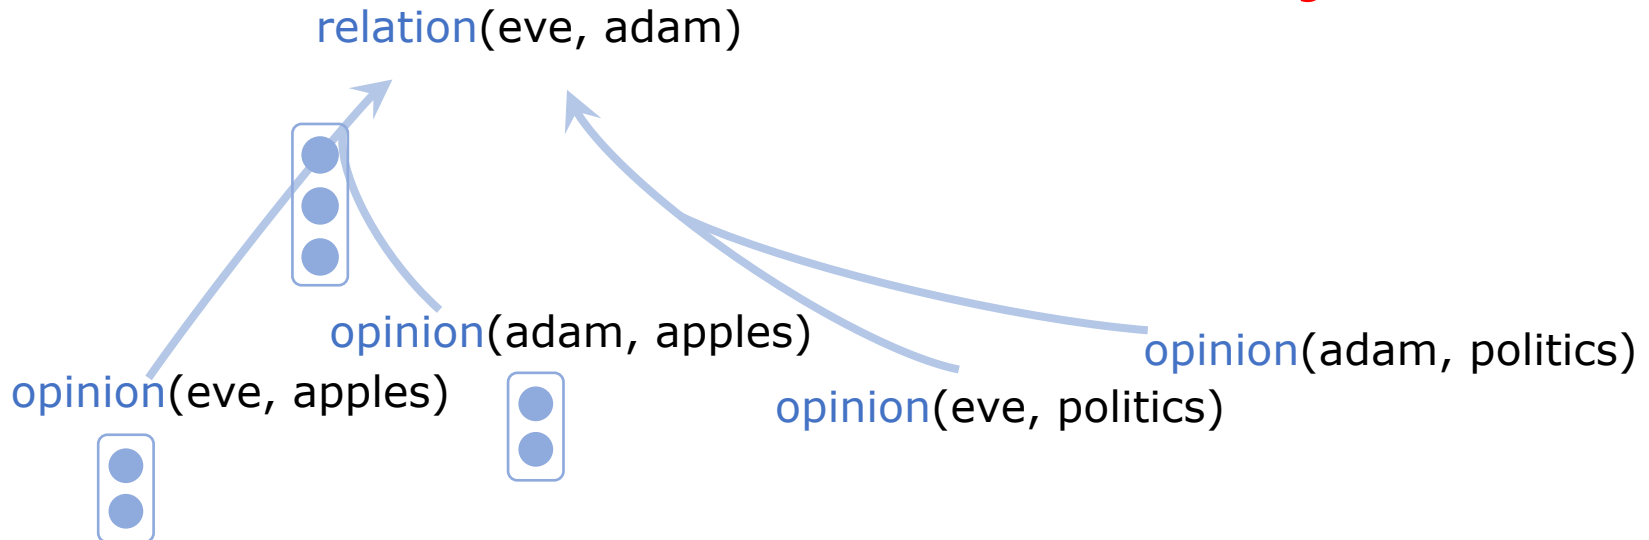 relation(eve, adam)
opinion(adam, apples)
opinion(adam, politics)
opinion(eve, apples)
opinion(eve, politics)